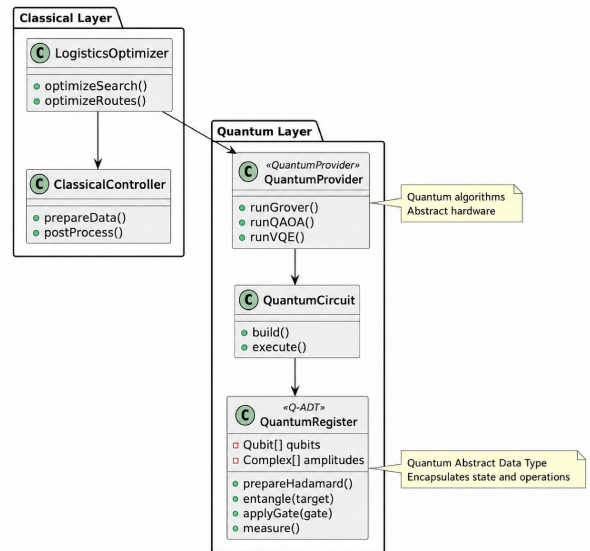 Classical Layer
C LogisticsOptimizer
optimizeSearch()
optimizeRoutes()
C ClassicalController
prepareData()
postProcess()
Quantum Layer
«QuantumProvider»
C QuantumProvider
runGrover()
runQAOA()
runVQE()
Quantum algorithms
Abstract hardware
C QuantumCircuit
build()
execute()
«Q-ADT»
C QuantumRegister
Qubit[] qubits
Complex[] amplitudes
prepareHadamard()
entangle(target)
applyGate(gate)
measure()
Quantum Abstract Data Type
Encapsulates state and operations